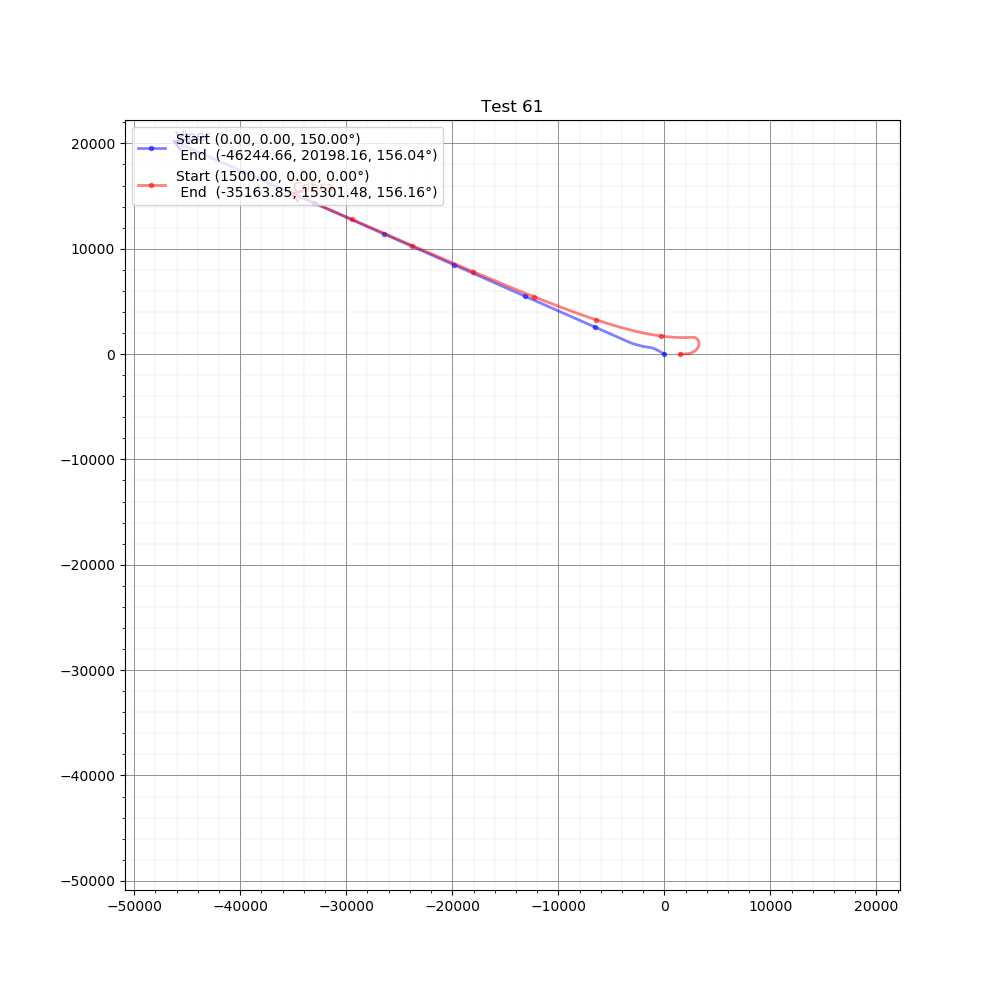 Test 61
Start (0.00, 0.00, 150.00°)
End (-46244.66, 20198.16, 156.04°)
Start (1500.00, 0.00, 0.00°)
End (-35163.85, 15301.48, 156.16°)
20000
10000
0
−10000
−20000
−30000
−40000
−50000
−50000 −40000 −30000 −20000 −10000 0 10000 20000